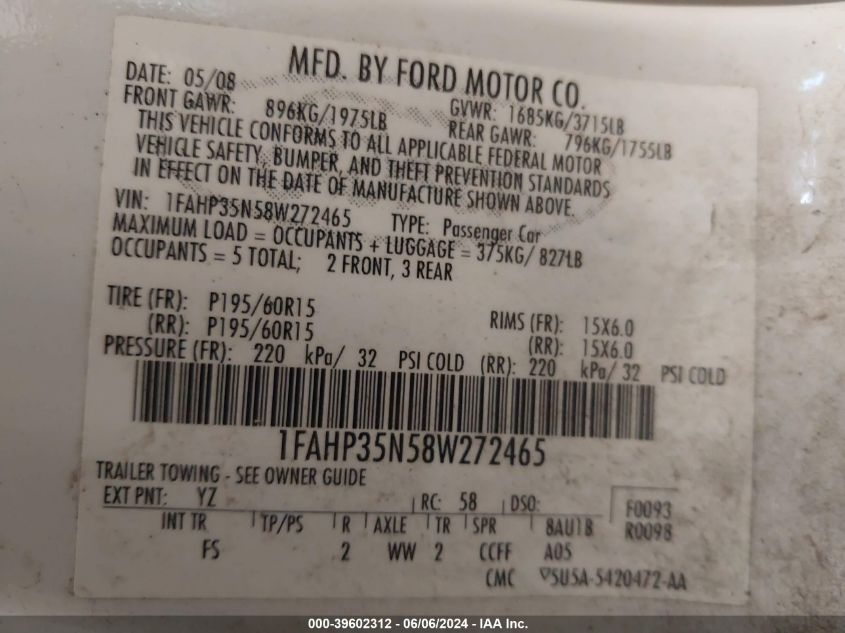 MFD. BY FORD MOTOR CO.
DATE: 05/08 GVWR: 1685KG/3715LB
FRONT GAWR: 896KG/1975LB REAR GAWR: 796KG/1755LB
THIS VEHICLE CONFORMS TO ALL APPLICABLE FEDERAL MOTOR
VEHICLE SAFETY, BUMPER, AND THEFT PREVENTION STANDARDS
IN EFFECT ON THE DATE OF MANUFACTURE SHOWN ABOVE.
VIN: 1FAHP35N58W272465 TYPE: Passenger Car
MAXIMUM LOAD = OCCUPANTS + LUGGAGE = 375KG/ 827LB
OCCUPANTS = 5 TOTAL; 2 FRONT, 3 REAR
TIRE (FR): P195/60R15 RIMS (FR): 15X6.0
(RR): P195/60R15 (RR): 15X6.0
PRESSURE (FR): 220 kPa/ 32 PSI COLD (RR): 220 kPa/ 32 PSI COLD
1FAHP35N58W272465
TRAILER TOWING - SEE OWNER GUIDE
EXT PNT: YZ RC: 58 DSO: F0093
INT TR TP/PS R AXLE TR SPR 8AU1B R0098
FS 2 WW 2 CCFF A05
CMC 5U5A-5420472-AA
000-39602312 - 06/06/2024 - IAA Inc.